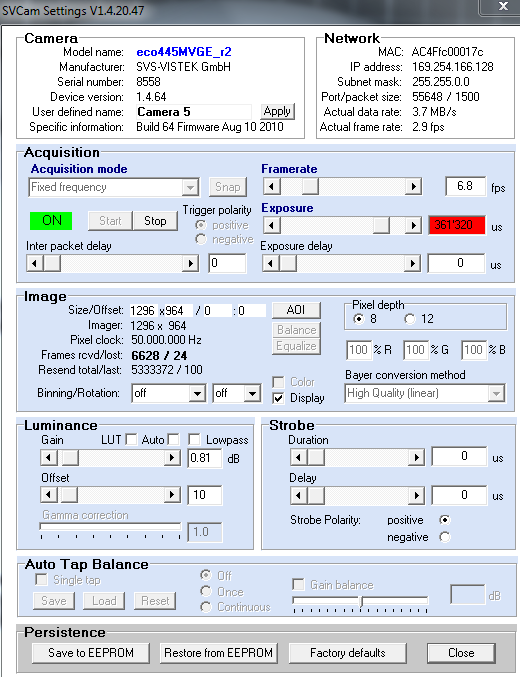 SVCam Settings V1.4.20.47
Camera
Model name: eco445MVGE_r2
Manufacturer: SVS-VISTEK GmbH
Serial number: 8558
Device version: 1.4.64
User defined name: Camera 5 Apply
Specific information: Build 64 Firmware Aug 10 2010
Network
MAC: AC4Ffc00017c
IP address: 169.254.166.128
Subnet mask: 255.255.0.0
Port/packet size: 55648 / 1500
Actual data rate: 3.7 MB/s
Actual frame rate: 2.9 fps
Acquisition
Acquisition mode
Fixed frequency Snap
ON Start Stop
Trigger polarity
positive
negative
Inter packet delay
0
Framerate
6.8 fps
Exposure
361'320 us
Exposure delay
0 us
Image
Size/Offset: 1296 x964 / 0 : 0 AOI
Imager: 1296 x 964 Balance
Pixel clock: 50.000.000 Hz Equalize
Frames rcvd/lost: 6628 / 24
Resend total/lost: 5333372 / 100
Binning/Rotation: off off
Color
Display
Pixel depth
8 12
100 % R 100 % G 100 % B
Bayer conversion method
High Quality (linear)
Luminance
Gain LUT Auto Lowpass
0.81 dB
Offset
10
Gamma correction
1.0
Strobe
Duration
0 us
Delay
0 us
Strobe Polarity: positive
negative
Auto Tap Balance
Single tap
Save Load Reset
Off
Once
Continuous
Gain balance
dB
Persistence
Save to EEPROM Restore from EEPROM Factory defaults Close